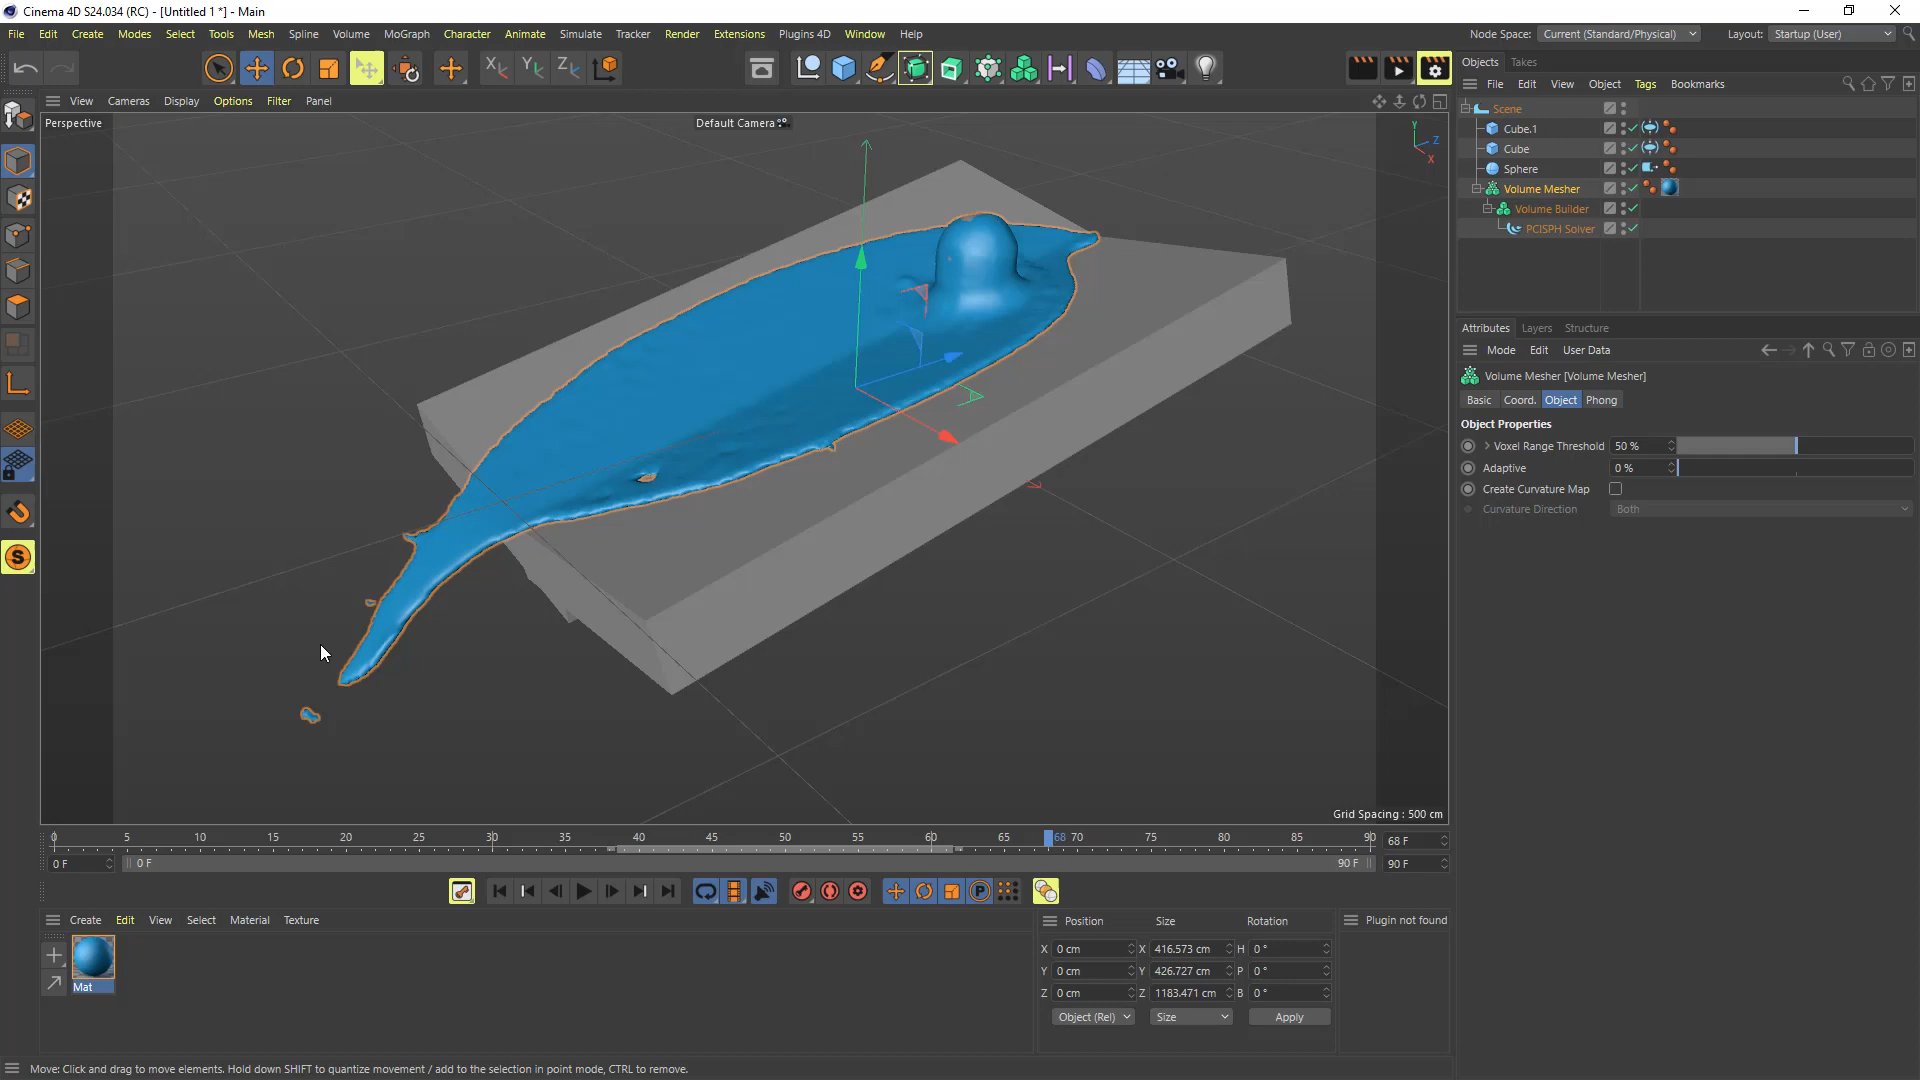 Cinema 4D S24.034 (RC) - [Untitled 1 *] - Main
File Edit Create Modes Select Tools Mesh Spline Volume MoGraph Character Animate Simulate Tracker Render Extensions Plugins 4D Window Help
Node Space: Current (Standard/Physical) Layout: Startup (User)
X Y Z
Objects Takes
File Edit View Object Tags Bookmarks
View Cameras Display Options Filter Panel
Perspective
Default Camera
Y
Z
X
Scene
Cube.1
Cube
Sphere
Volume Mesher
Volume Builder
PCISPH Solver
Attributes Layers Structure
Mode Edit User Data
Volume Mesher [Volume Mesher]
Basic Coord. Object Phong
Object Properties
Voxel Range Threshold 50 %
Adaptive 0 %
Create Curvature Map
Curvature Direction Both
S
Grid Spacing : 500 cm
0 5 10 15 20 25 30 35 40 45 50 55 60 65 68 70 75 80 85 90 68 F
0 F 0 F 90 F 90 F
P
Create Edit View Select Material Texture
Position Size Rotation
Plugin not found
X 0 cm X 416.573 cm H 0 °
Y 0 cm Y 426.727 cm P 0 °
Z 0 cm Z 1183.471 cm B 0 °
Mat
Object (Rel) Size Apply
Move: Click and drag to move elements. Hold down SHIFT to quantize movement / add to the selection in point mode, CTRL to remove.